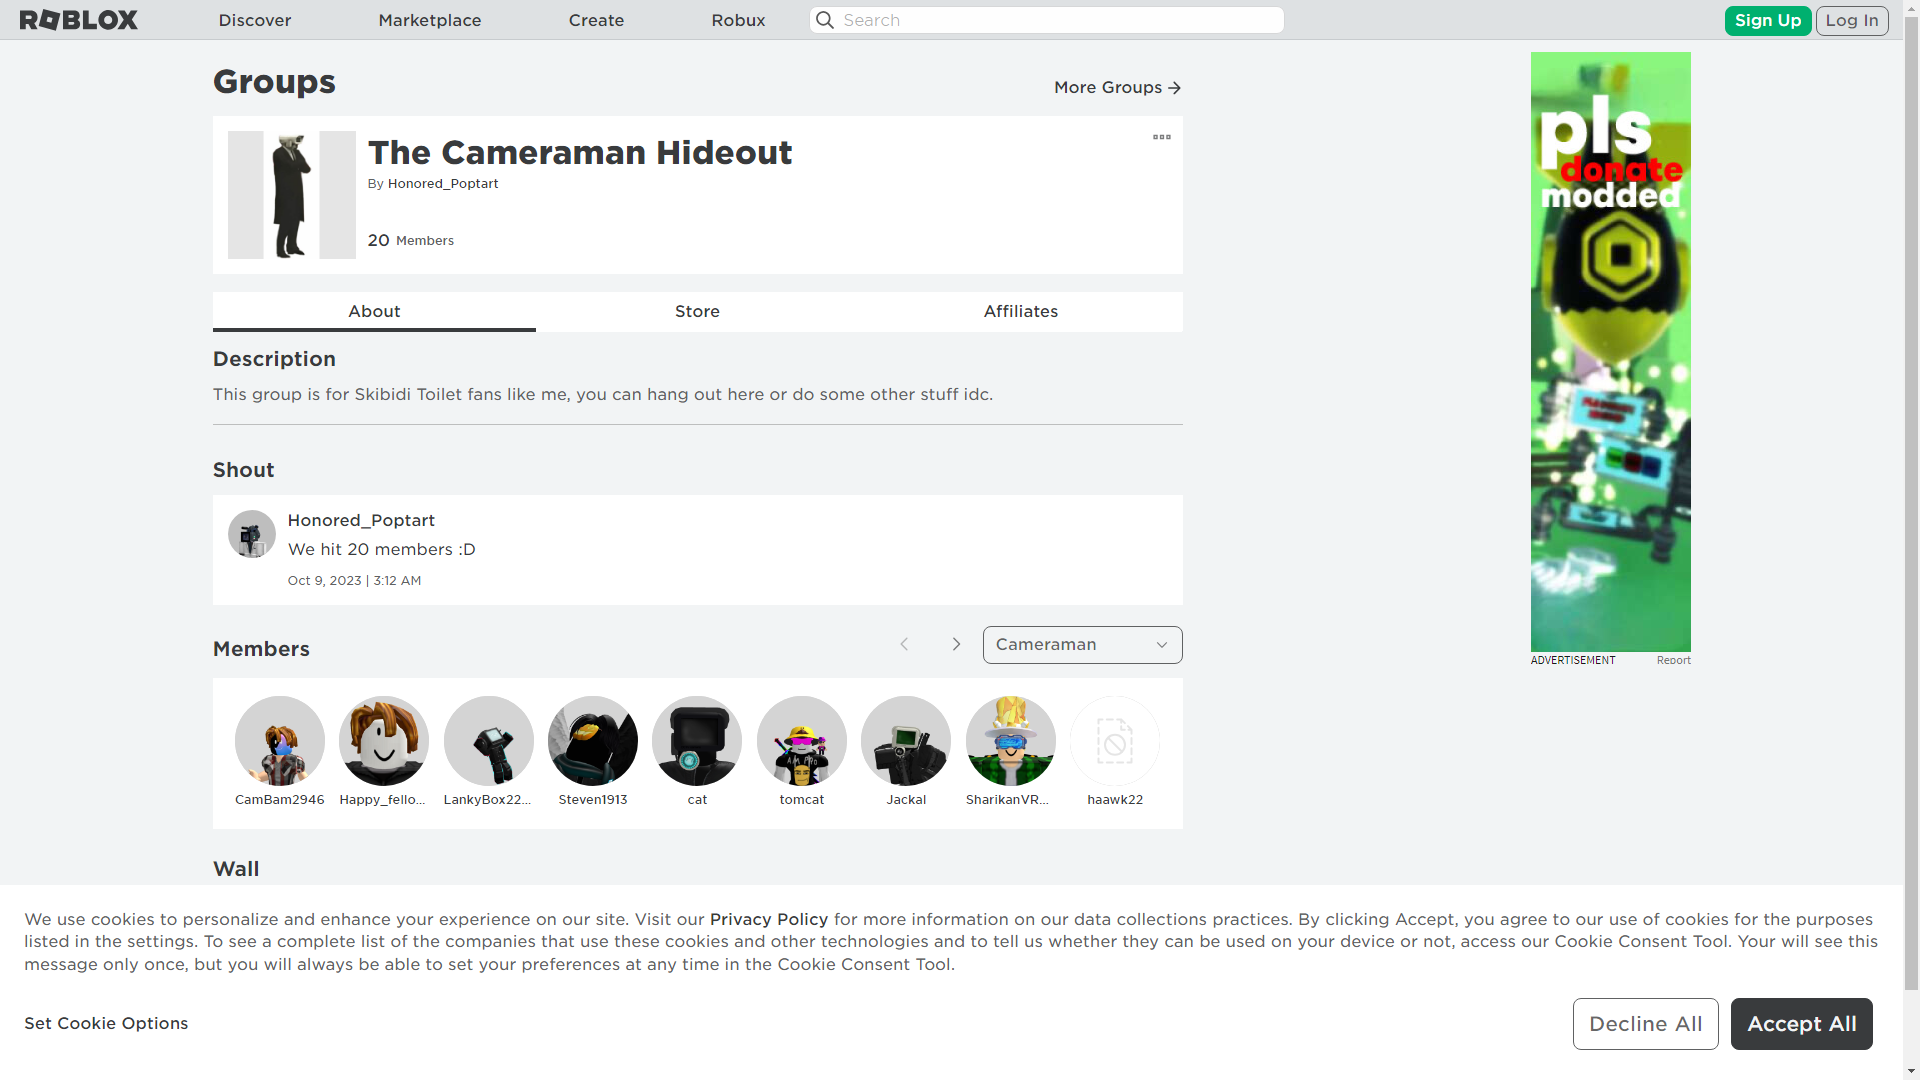 ROBLOX
Discover
Marketplace
Create
Robux
Search
Sign Up
Log In
Groups
More Groups
The Cameraman Hideout
By Honored_Poptart
20 Members
About
Store
Affiliates
Description
This group is for Skibidi Toilet fans like me, you can hang out here or do some other stuff idc.
Shout
Honored_Poptart
We hit 20 members :D
Oct 9, 2023 | 3:12 AM
Members
Cameraman
CamBam2946
Happy_fello...
LankyBox22...
Steven1913
cat
tomcat
Jackal
SharikanVR...
haawk22
Wall
pls
donate
modded
ADVERTISEMENT
Report
We use cookies to personalize and enhance your experience on our site. Visit our Privacy Policy for more information on our data collections practices. By clicking Accept, you agree to our use of cookies for the purposes
listed in the settings. To see a complete list of the companies that use these cookies and other technologies and to tell us whether they can be used on your device or not, access our Cookie Consent Tool. Your will see this
message only once, but you will always be able to set your preferences at any time in the Cookie Consent Tool.
Set Cookie Options
Decline All
Accept All